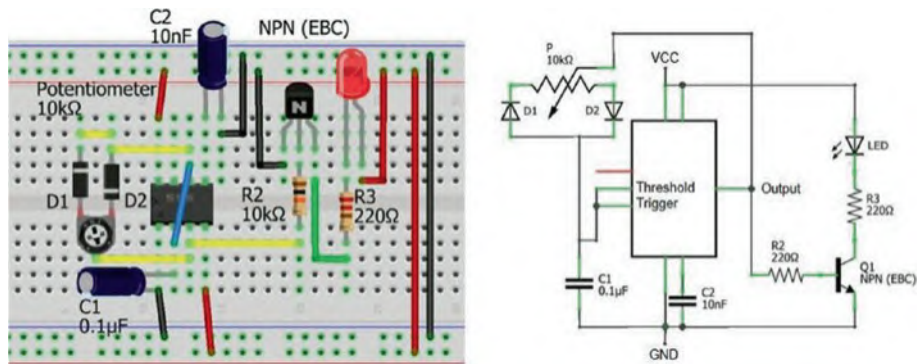 C2
10nF
NPN (EBC)
Potentiometer
10kΩ
N
D1
D2
R2
10kΩ
R3
220Ω
C1
0.1µF
P
10kΩ
VCC
D1
D2
LED
Threshold
Trigger
Output
R3
220Ω
R2
220Ω
Q1
NPN (EBC)
C1
0.1µF
C2
10nF
GND